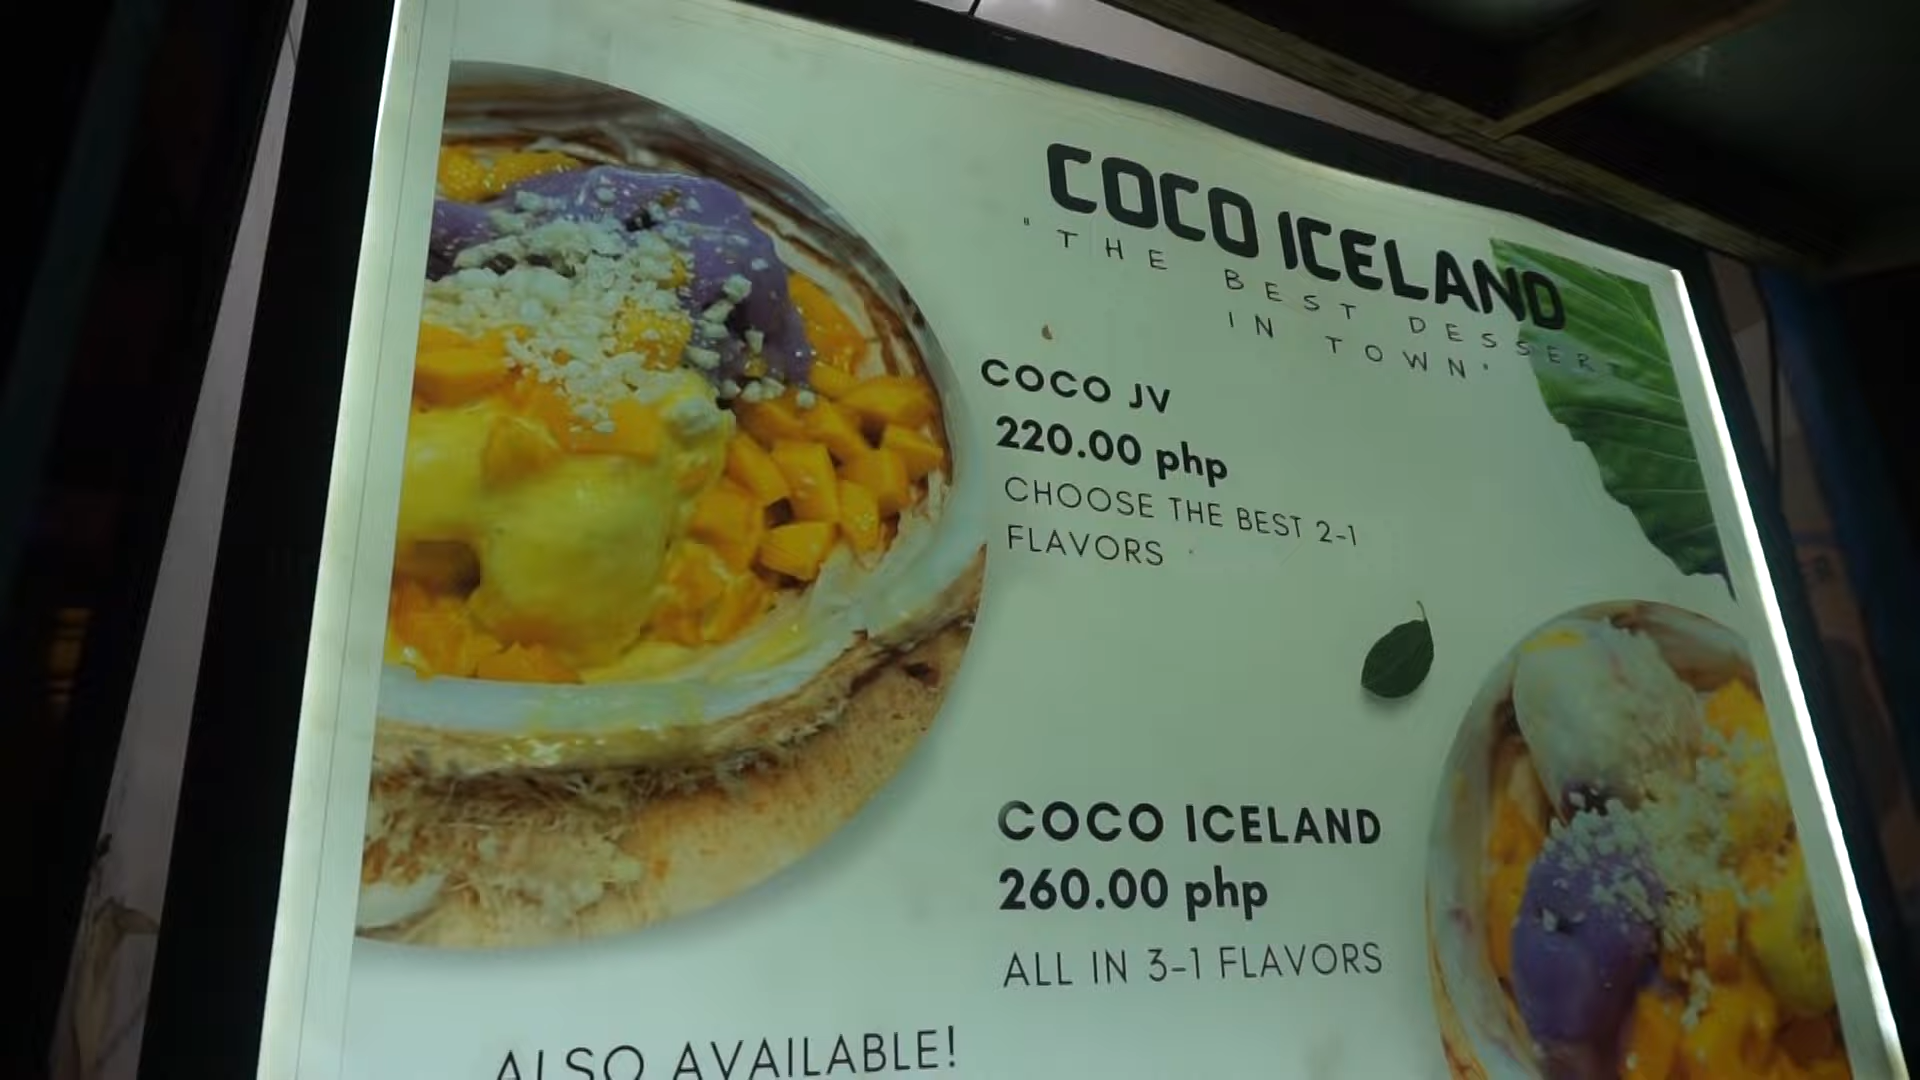 COCO ICELAND
"THE BEST DESSERT
IN TOWN"
COCO JV
220.00 php
CHOOSE THE BEST 2-1
FLAVORS
COCO ICELAND
260.00 php
ALL IN 3-1 FLAVORS
ALSO AVAILABLE!